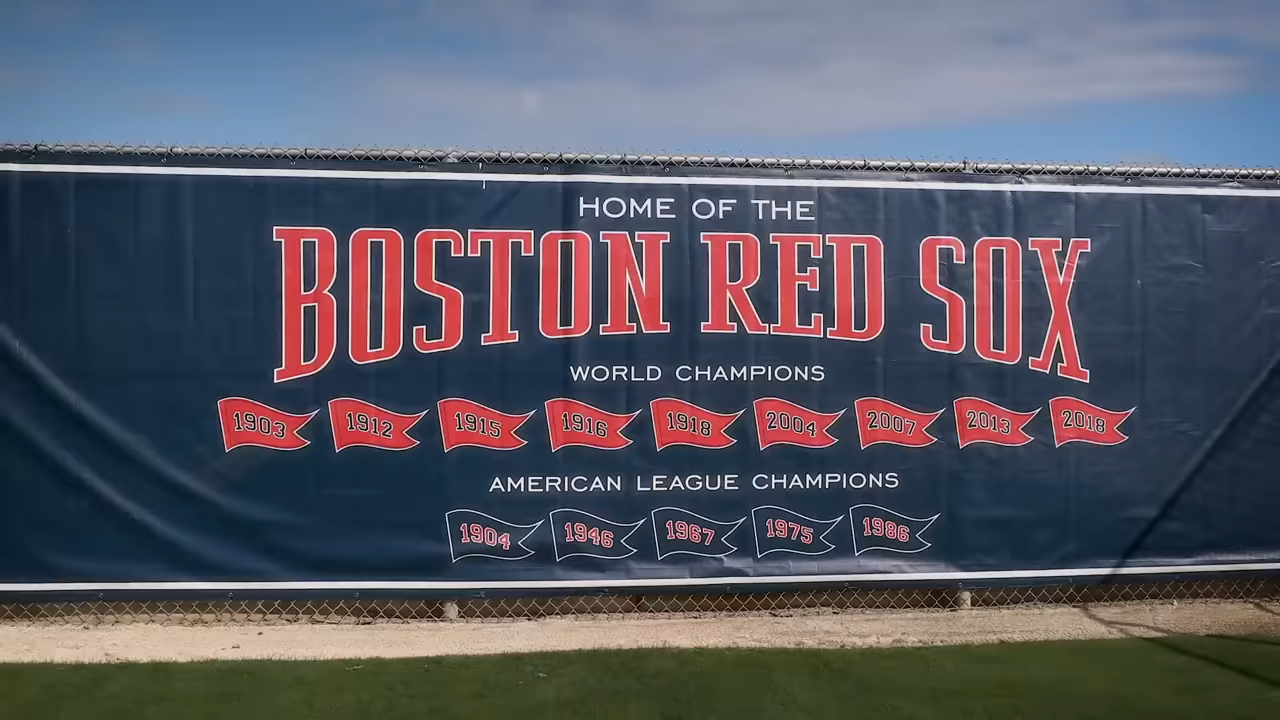 HOME OF THE
BOSTON RED SOX
WORLD CHAMPIONS
1903 1912 1915 1916 1918 2004 2007 2013 2018
AMERICAN LEAGUE CHAMPIONS
1904 1946 1967 1975 1986